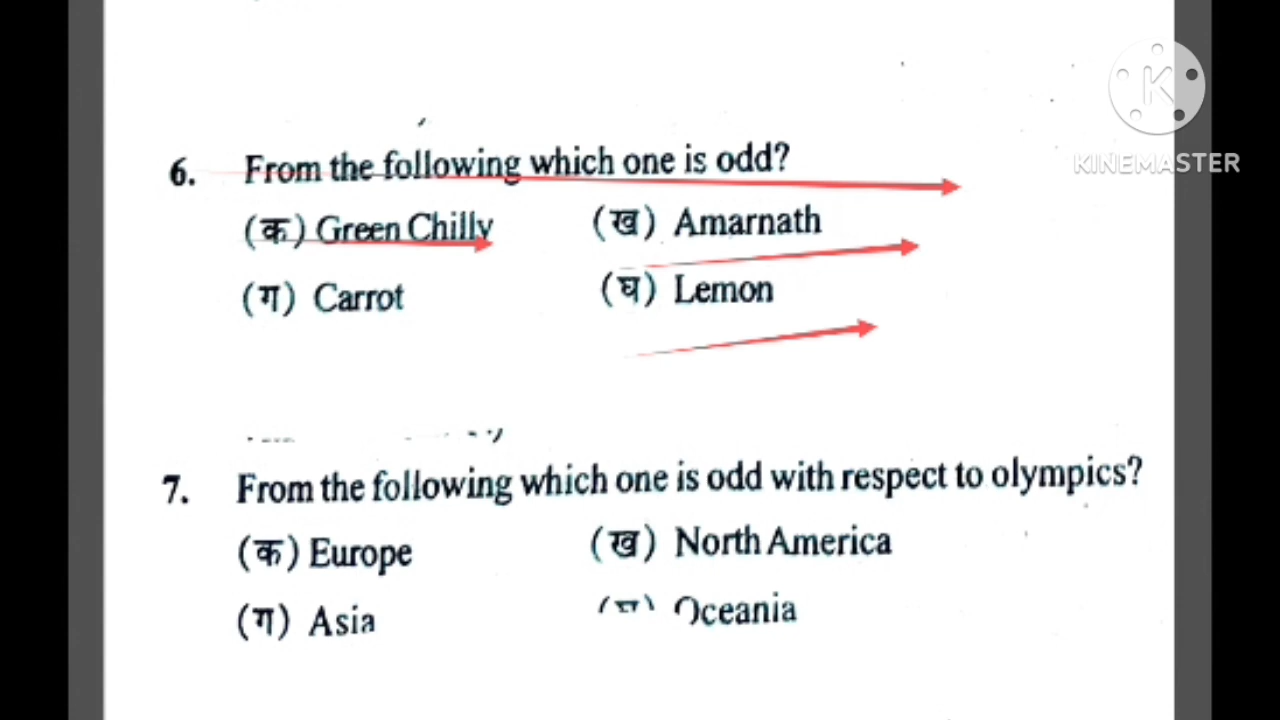 6. From the following which one is odd?
(क) Green Chilly (ख) Amarnath
(ग) Carrot (घ) Lemon
7. From the following which one is odd with respect to olympics?
(क) Europe (ख) North America
(ग) Asia Oceania
KINEMASTER